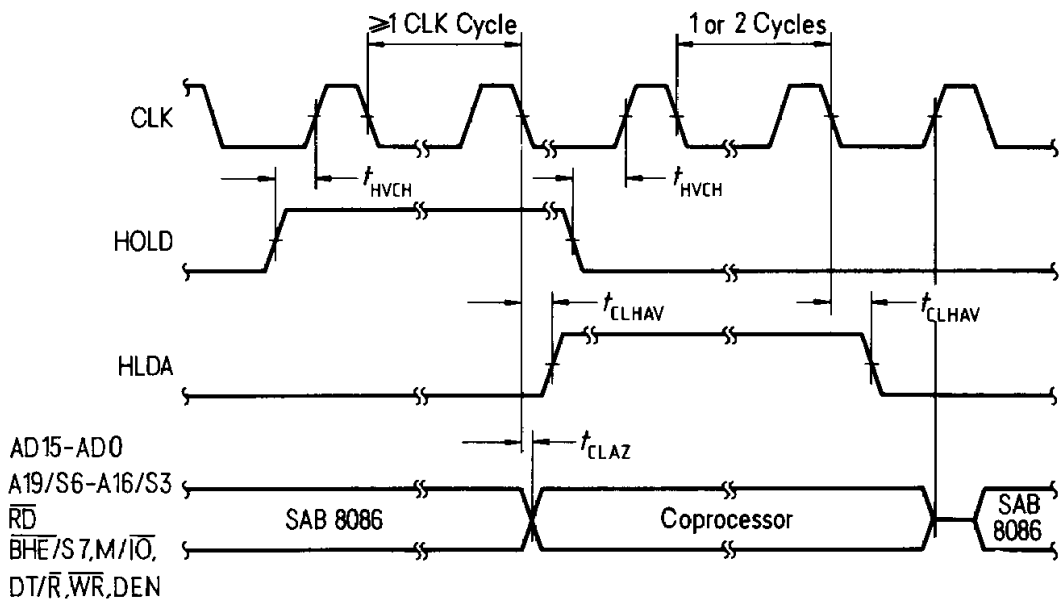 ≥1 CLK Cycle
1 or 2 Cycles
CLK
tHVCH
tHVCH
HOLD
tCLHAV
tCLHAV
HLDA
tCLAZ
AD15-AD0
A19/S6-A16/S3
RD
BHE/S7,M/IO,
DT/R,WR,DEN
SAB 8086
Coprocessor
SAB
8086